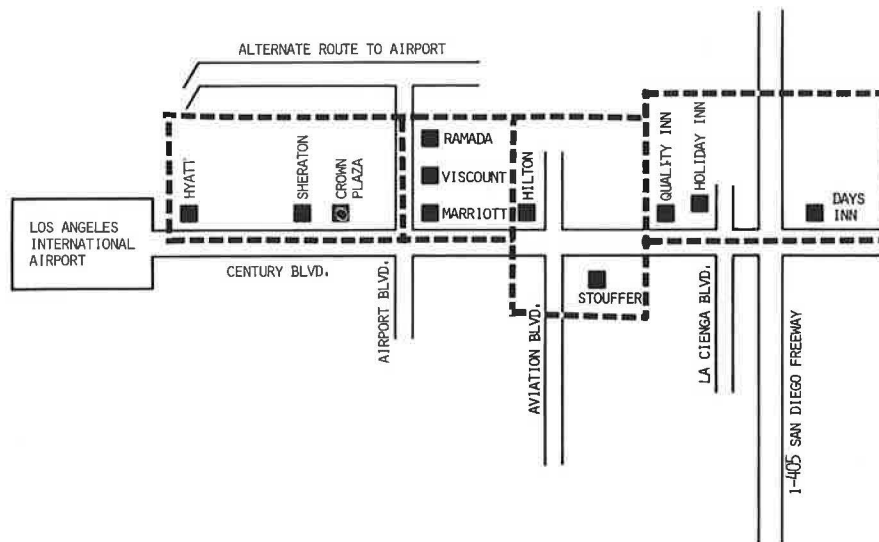 ALTERNATE ROUTE TO AIRPORT
HYATT
SHERATON
CROWN
PLAZA
RAMADA
VISCOUNT
MARRIOTT
HILTON
QUALITY INN
HOLIDAY INN
DAYS
INN
LOS ANGELES
INTERNATIONAL
AIRPORT
CENTURY BLVD.
AIRPORT BLVD.
STOUFFER
AVIATION BLVD.
LA CIENGA BLVD.
1-405 SAN DIEGO FREEWAY